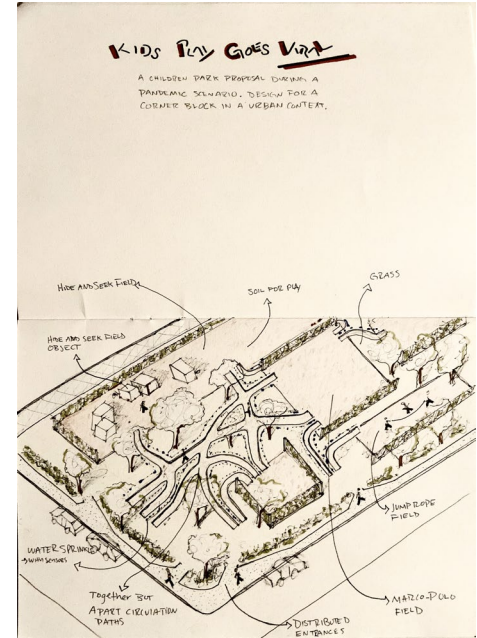 KIDS PLAY GOES VIRAL
A CHILDREN PARK PROPOSAL DURING A
PANDEMIC SCENARIO. DESIGN FOR A
CORNER BLOCK IN A URBAN CONTEXT.
HIDE AND SEEK FIELD
SOIL FOR PLAY
GRASS
HIDE AND SEEK FIELD
OBJECT
JUMP ROPE
FIELD
WATER SPRINKLER
WITH SENSORS
TOGETHER BUT
APART CIRCULATION
PATHS
MARCO-POLO
FIELD
DISTRIBUTED
ENTRANCES